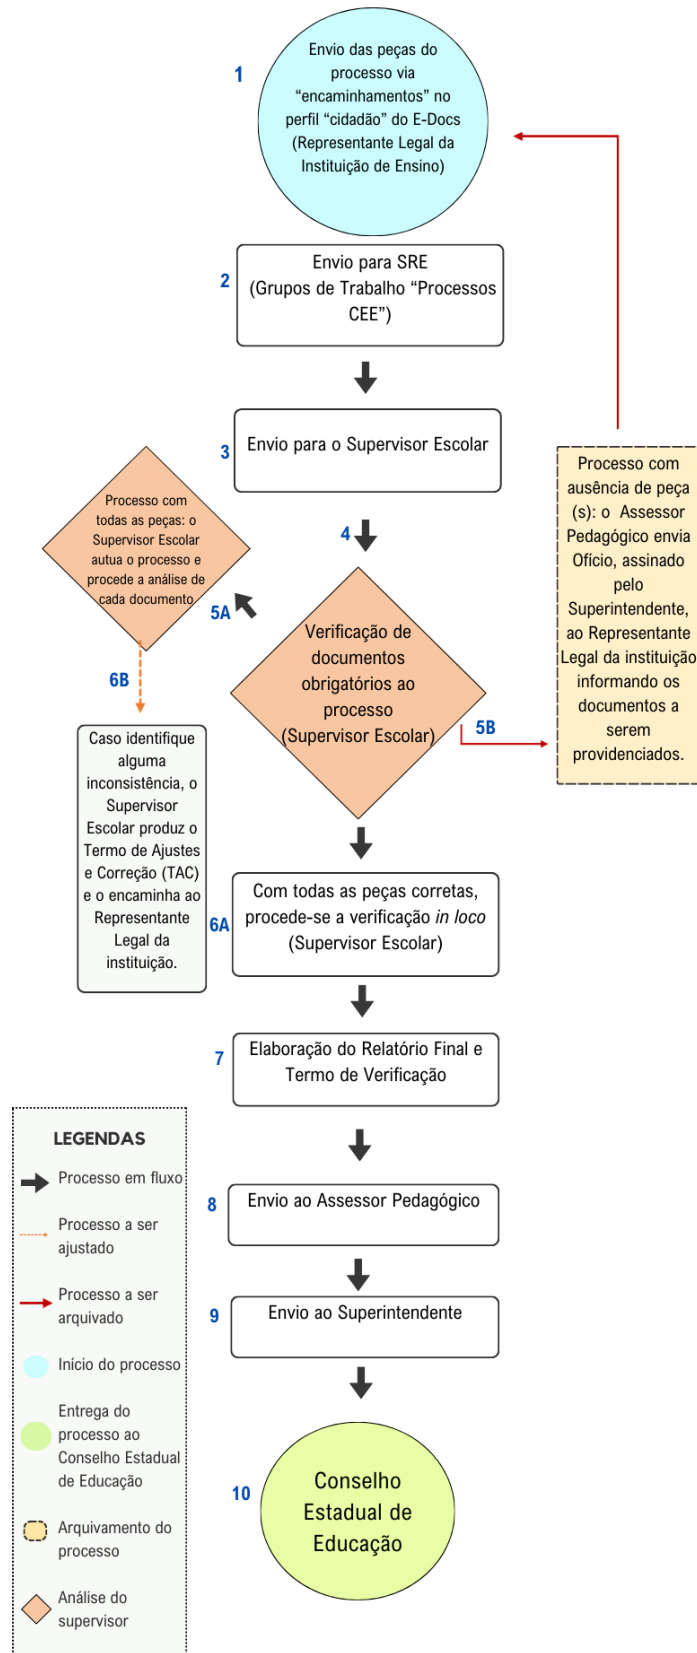 1
Envio das peças do
processo via
“encaminhamentos” no
perfil “cidadão” do E-Docs
(Representante Legal da
Instituição de Ensino)
2
Envio para SRE
(Grupos de Trabalho “Processos
CEE”)
3
Envio para o Supervisor Escolar
4
Processo com
todas as peças: o
Supervisor Escolar
autua o processo e
procede a análise de
cada documento
5A
Verificação de
documentos
obrigatórios ao
processo
(Supervisor Escolar)
5B
Processo com
ausência de peça
(s): o Assessor
Pedagógico envia
Ofício, assinado
pelo
Superintendente,
ao Representante
Legal da instituição
informando os
documentos a
serem
providenciados.
6B
Caso identifique
alguma
inconsistência, o
Supervisor
Escolar produz o
Termo de Ajustes
e Correção (TAC)
e o encaminha ao
Representante
Legal da
instituição.
6A
Com todas as peças corretas,
procede-se a verificação in loco
(Supervisor Escolar)
7
Elaboração do Relatório Final e
Termo de Verificação
8
Envio ao Assessor Pedagógico
9
Envio ao Superintendente
10
Conselho
Estadual de
Educação
LEGENDAS
Processo em fluxo
Processo a ser
ajustado
Processo a ser
arquivado
Início do processo
Entrega do
processo ao
Conselho Estadual
de Educação
Arquivamento do
processo
Análise do
supervisor